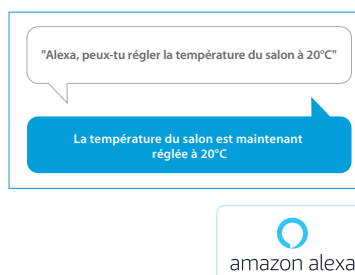 "Alexa, peux-tu régler la température du salon à 20°C"
La température du salon est maintenant
réglée à 20°C
amazon alexa